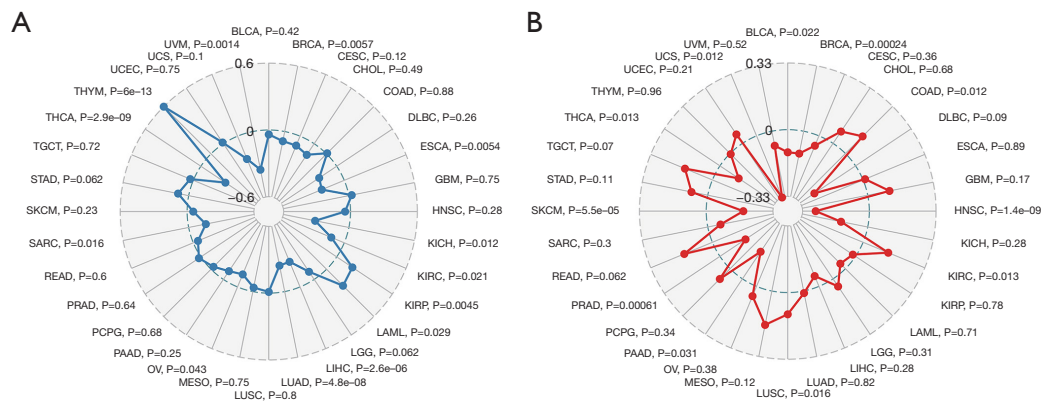 A
BLCA, P=0.42
BRCA, P=0.0057
CESC, P=0.12
CHOL, P=0.49
COAD, P=0.88
DLBC, P=0.26
ESCA, P=0.0054
GBM, P=0.75
HNSC, P=0.28
KICH, P=0.012
KIRC, P=0.021
KIRP, P=0.0045
LAML, P=0.029
LGG, P=0.062
LIHC, P=2.6e−06
LUAD, P=4.8e−08
LUSC, P=0.8
MESO, P=0.75
OV, P=0.043
PAAD, P=0.25
PCPG, P=0.68
PRAD, P=0.64
READ, P=0.6
SARC, P=0.016
SKCM, P=0.23
STAD, P=0.062
TGCT, P=0.72
THCA, P=2.9e−09
THYM, P=6e−13
UCEC, P=0.75
UCS, P=0.1
UVM, P=0.0014
0.6
0
−0.6
B
BLCA, P=0.022
BRCA, P=0.00024
CESC, P=0.36
CHOL, P=0.68
COAD, P=0.012
DLBC, P=0.09
ESCA, P=0.89
GBM, P=0.17
HNSC, P=1.4e−09
KICH, P=0.28
KIRC, P=0.013
KIRP, P=0.78
LAML, P=0.71
LGG, P=0.31
LIHC, P=0.28
LUAD, P=0.82
LUSC, P=0.016
MESO, P=0.12
OV, P=0.38
PAAD, P=0.031
PCPG, P=0.34
PRAD, P=0.00061
READ, P=0.062
SARC, P=0.3
SKCM, P=5.5e−05
STAD, P=0.11
TGCT, P=0.07
THCA, P=0.013
THYM, P=0.96
UCEC, P=0.21
UCS, P=0.012
UVM, P=0.52
0.33
0
−0.33